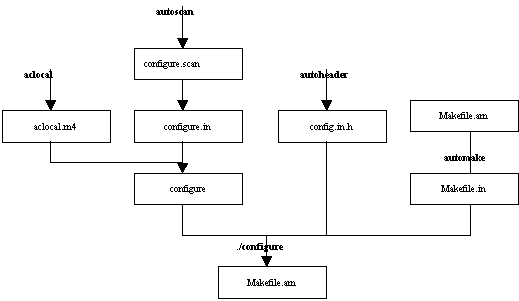 autoscan
configure.scan
aclocal
autoheader
aclocal.m4
configure.in
config.in.h
Makefile.am
automake
configure
Makefile.in
./configure
Makefile.am